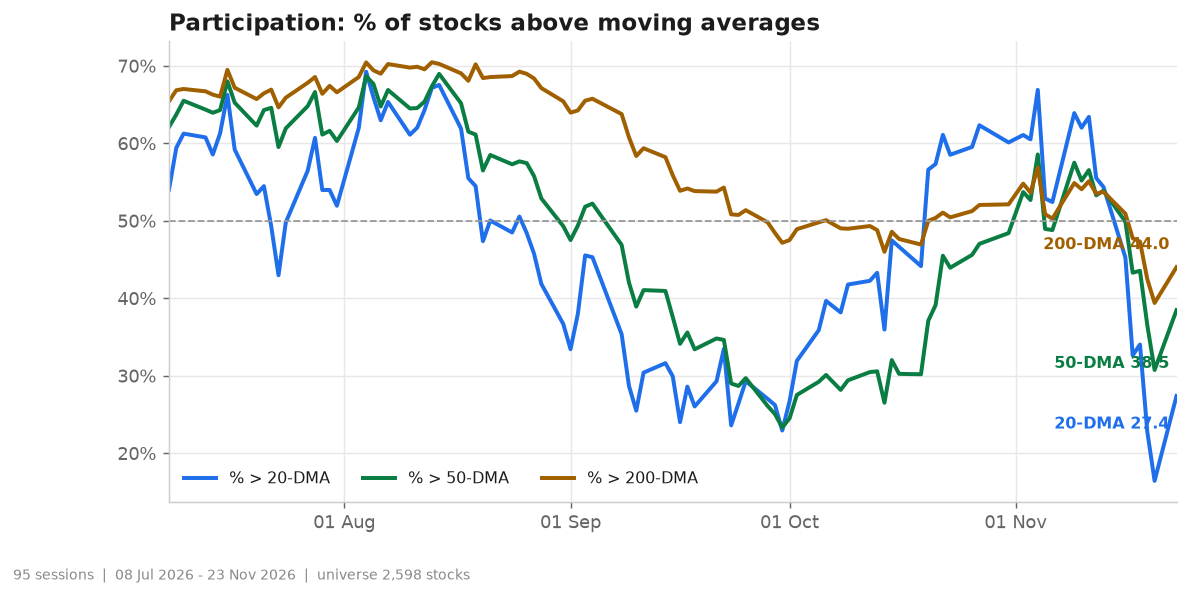 Participation: % of stocks above moving averages
70%
60%
50%
40%
30%
20%
200-DMA 44.0
50-DMA 38.5
20-DMA 27.4
% > 20-DMA
% > 50-DMA
% > 200-DMA
01 Aug
01 Sep
01 Oct
01 Nov
95 sessions | 08 Jul 2026 - 23 Nov 2026 | universe 2,598 stocks